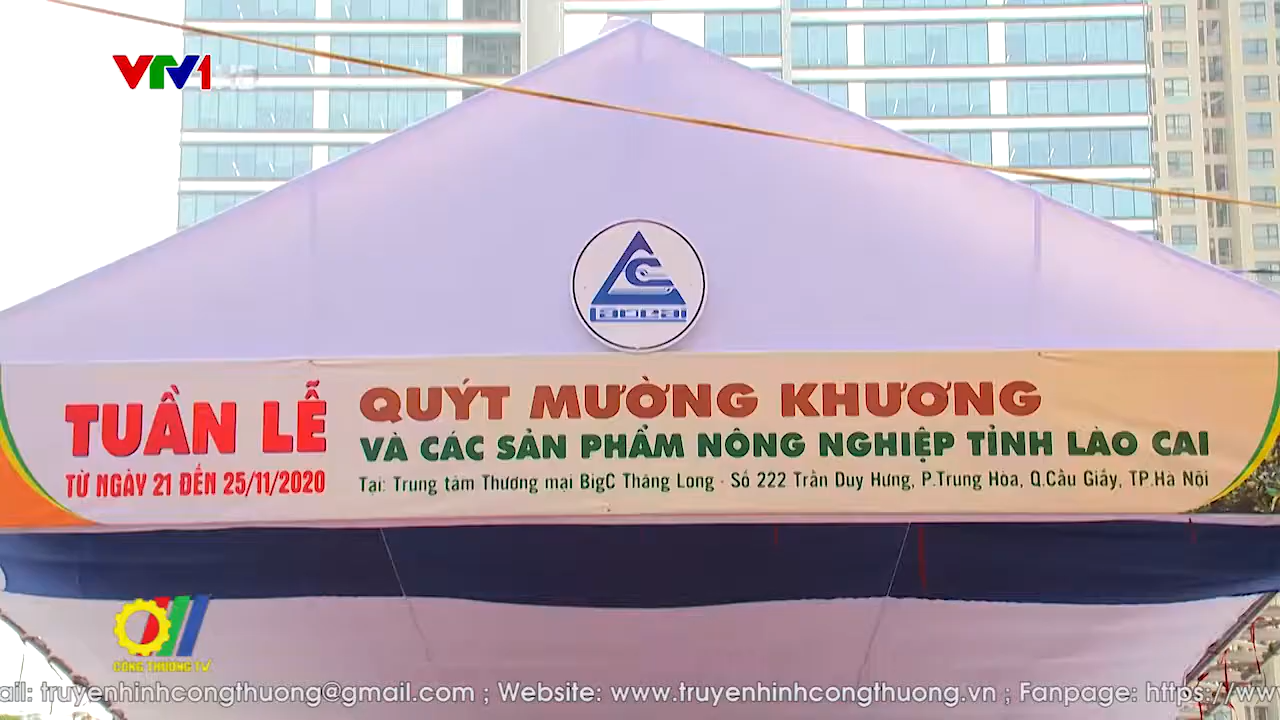 VTV1
Laocai
TUẦN LỄ
TỪ NGÀY 21 ĐẾN 25/11/2020
QUÝT MƯỜNG KHƯƠNG
VÀ CÁC SẢN PHẨM NÔNG NGHIỆP TỈNH LÀO CAI
Tại: Trung tâm Thương mại BigC Thăng Long - Số 222 Trần Duy Hưng, P.Trung Hòa, Q.Cầu Giấy, TP.Hà Nội
CÔNG THƯƠNG TV
ail: truyenhinhcongthuong@gmail.com ; Website: www.truyenhinhcongthuong.vn ; Fanpage: https://ww